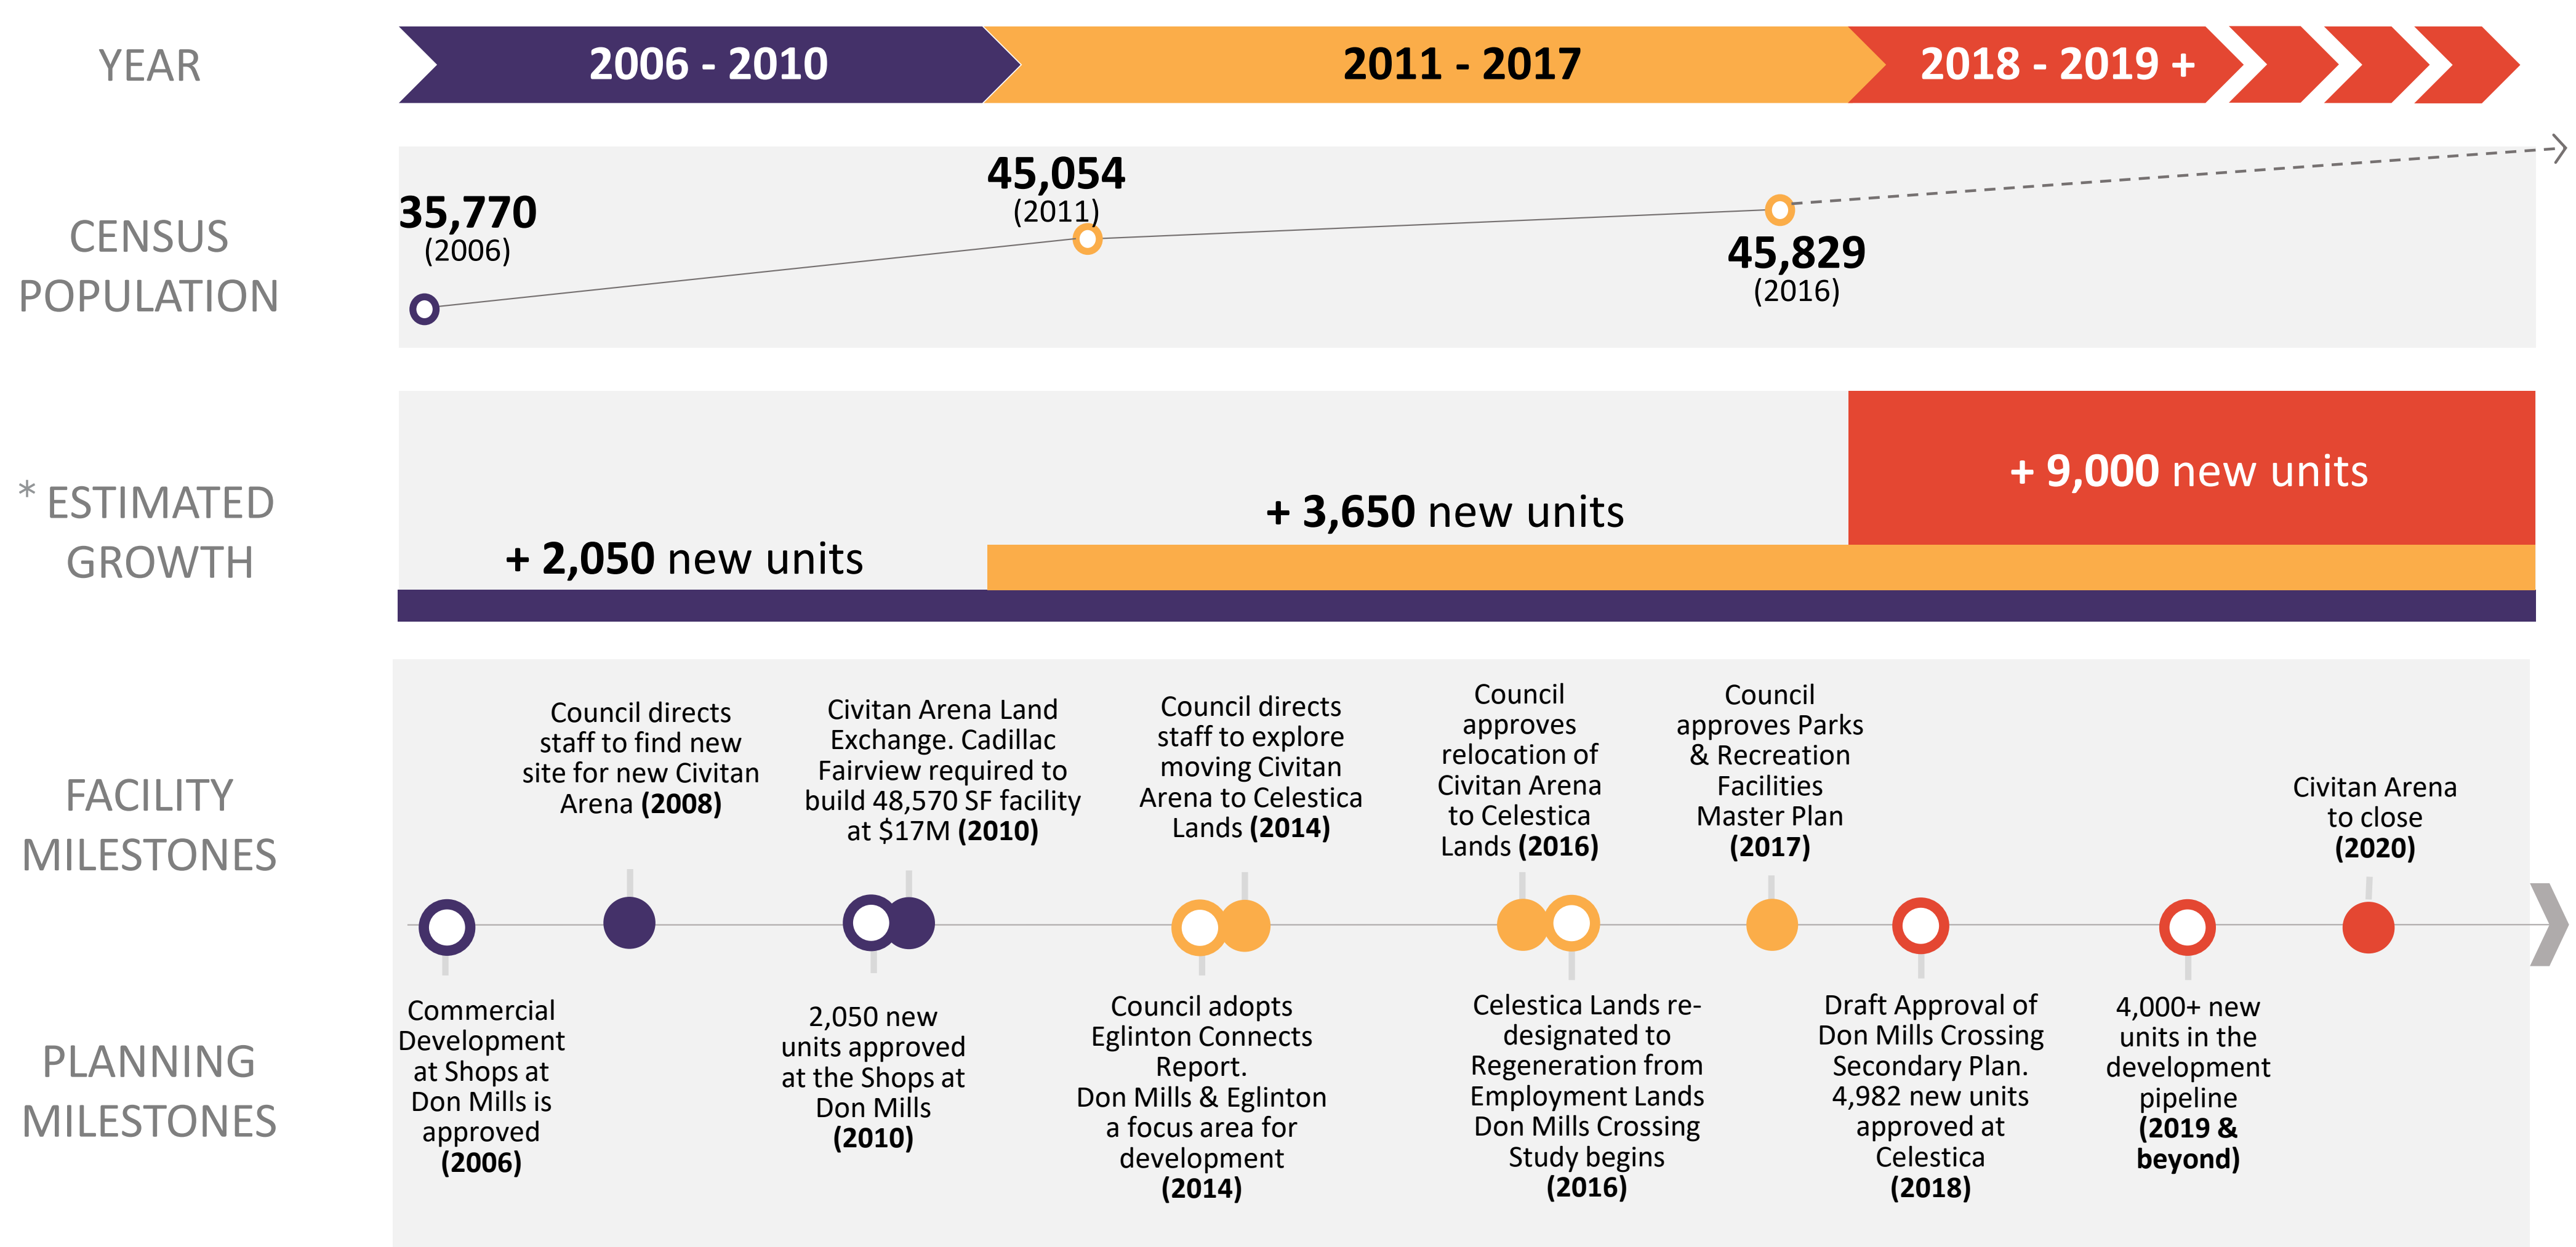 YEAR
2006 - 2010
2011 - 2017
2018 - 2019 +
CENSUS
POPULATION
35,770
(2006)
45,054
(2011)
45,829
(2016)
* ESTIMATED
GROWTH
+ 2,050 new units
+ 3,650 new units
+ 9,000 new units
FACILITY
MILESTONES
Council directs
staff to find new
site for new Civitan
Arena (2008)
Civitan Arena Land
Exchange. Cadillac
Fairview required to
build 48,570 SF facility
at $17M (2010)
Council directs
staff to explore
moving Civitan
Arena to Celestica
Lands (2014)
Council
approves
relocation of
Civitan Arena
to Celestica
Lands (2016)
Council
approves Parks
& Recreation
Facilities
Master Plan
(2017)
Civitan Arena
to close
(2020)
PLANNING
MILESTONES
Commercial
Development
at Shops at
Don Mills is
approved
(2006)
2,050 new
units approved
at the Shops at
Don Mills
(2010)
Council adopts
Eglinton Connects
Report.
Don Mills & Eglinton
a focus area for
development
(2014)
Celestica Lands re-
designated to
Regeneration from
Employment Lands
Don Mills Crossing
Study begins
(2016)
Draft Approval of
Don Mills Crossing
Secondary Plan.
4,982 new units
approved at
Celestica
(2018)
4,000+ new
units in the
development
pipeline
(2019 &
beyond)